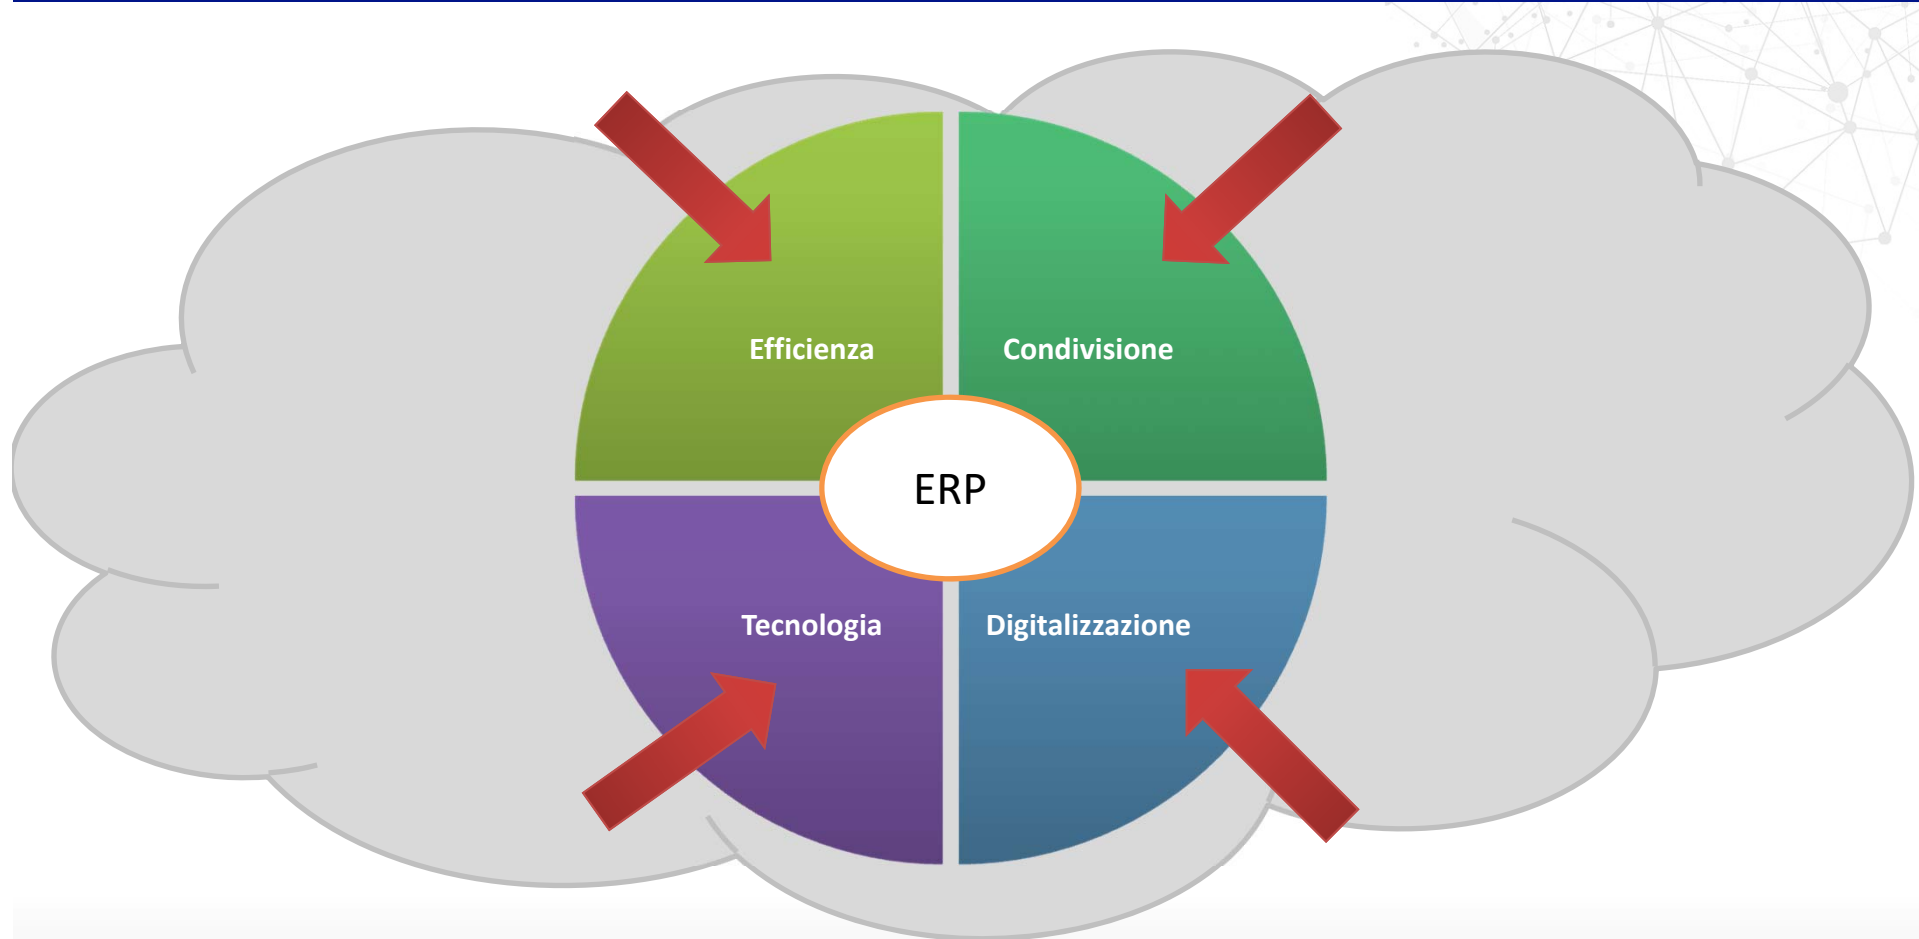 Efficienza
Condivisione
ERP
Tecnologia
Digitalizzazione